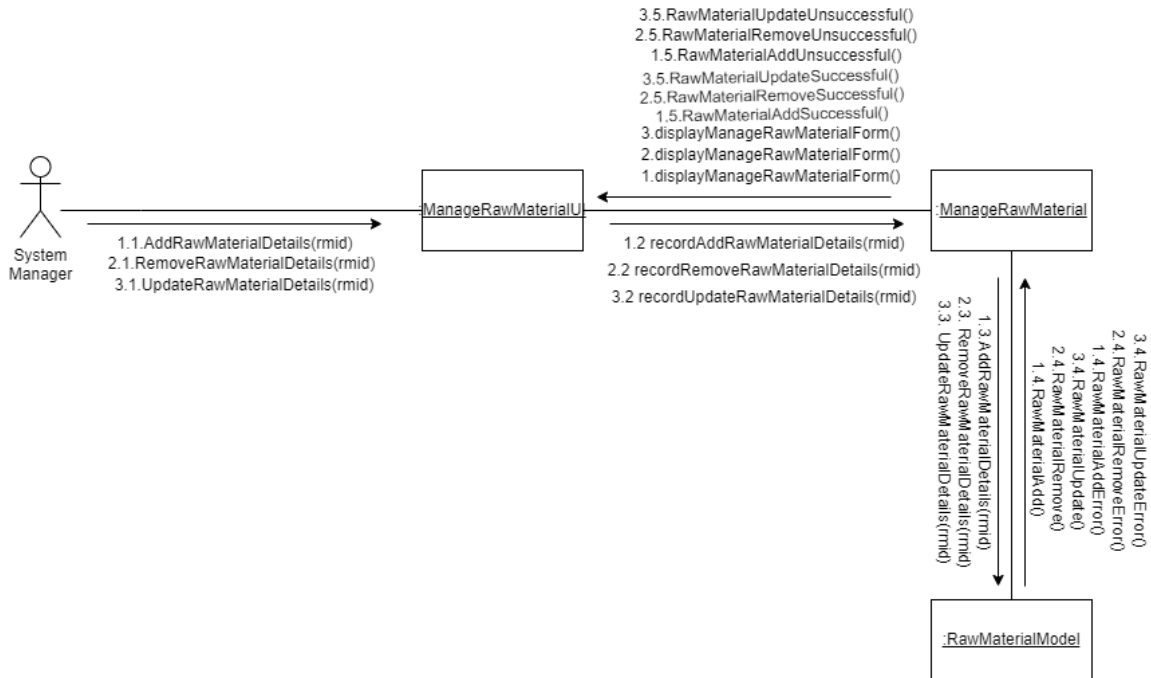 3.5.RawMaterialUpdateUnsuccessful()
2.5.RawMaterialRemoveUnsuccessful()
1.5.RawMaterialAddUnsuccessful()
3.5.RawMaterialUpdateSuccessful()
2.5.RawMaterialRemoveSuccessful()
1.5.RawMaterialAddSuccessful()
3.displayManageRawMaterialForm()
2.displayManageRawMaterialForm()
1.displayManageRawMaterialForm()
:ManageRawMaterialUI
:ManageRawMaterial
System
Manager
1.1.AddRawMaterialDetails(rmid)
2.1.RemoveRawMaterialDetails(rmid)
3.1.UpdateRawMaterialDetails(rmid)
1.2 recordAddRawMaterialDetails(rmid)
2.2 recordRemoveRawMaterialDetails(rmid)
3.2 recordUpdateRawMaterialDetails(rmid)
1.3.AddRawMaterialDetails(rmid)
2.3. RemoveRawMaterialDetails(rmid)
3.3. UpdateRawMaterialDetails(rmid)
3.4.RawMaterialUpdateError()
2.4.RawMaterialRemoveError()
1.4.RawMaterialAddError()
3.4.RawMaterialUpdate()
2.4.RawMaterialRemove()
1.4.RawMaterialAdd()
:RawMaterialModel